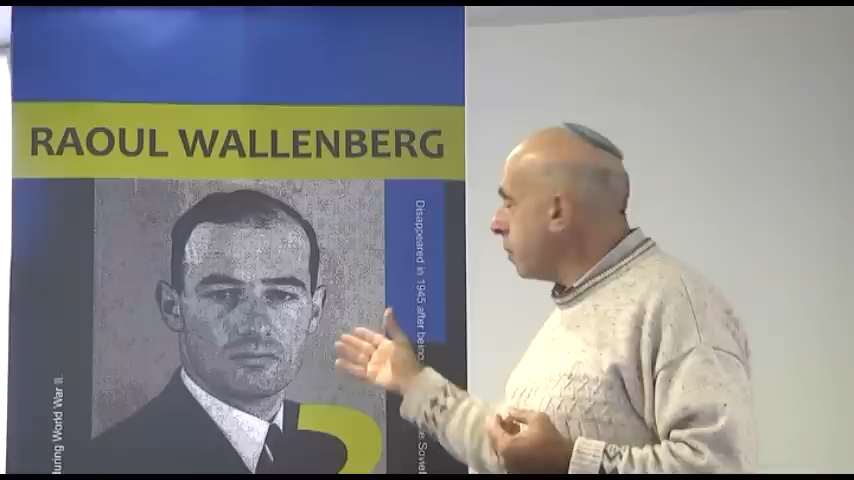 RAOUL WALLENBERG
Disappeared in 1945 after being
Soviet
during World War II.